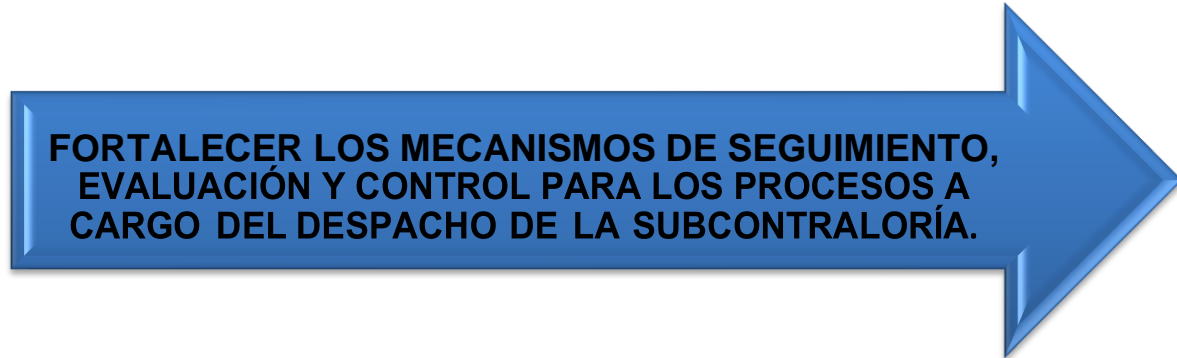 FORTALECER LOS MECANISMOS DE SEGUIMIENTO,
EVALUACIÓN Y CONTROL PARA LOS PROCESOS A
CARGO DEL DESPACHO DE LA SUBCONTRALORÍA.